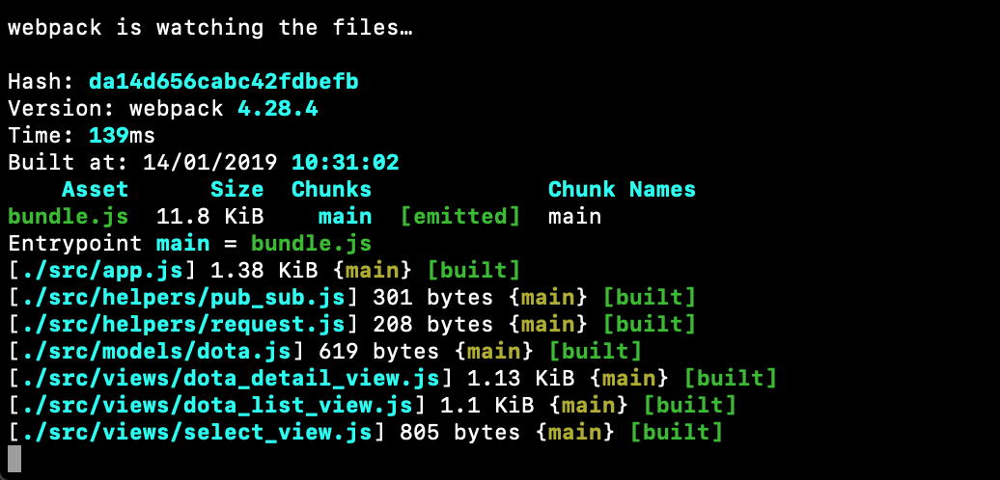 webpack is watching the files…
Hash: da14d656cabc42fdbefb
Version: webpack 4.28.4
Time: 139ms
Built at: 14/01/2019 10:31:02
Asset Size Chunks Chunk Names
bundle.js 11.8 KiB main [emitted] main
Entrypoint main = bundle.js
[./src/app.js] 1.38 KiB {main} [built]
[./src/helpers/pub_sub.js] 301 bytes {main} [built]
[./src/helpers/request.js] 208 bytes {main} [built]
[./src/models/dota.js] 619 bytes {main} [built]
[./src/views/dota_detail_view.js] 1.13 KiB {main} [built]
[./src/views/dota_list_view.js] 1.1 KiB {main} [built]
[./src/views/select_view.js] 805 bytes {main} [built]